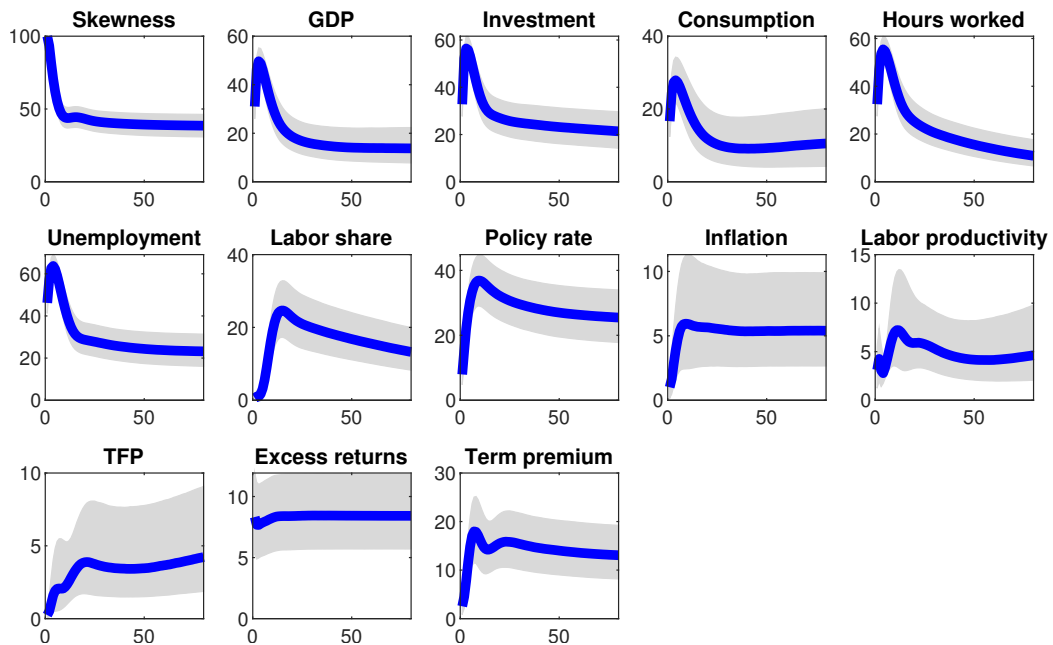 Skewness GDP Investment Consumption Hours worked
100 60 60 40 60
50 40 40 20 40
20 20 20
0 0 0 0 0
0 50 0 50 0 50 0 50 0 50
Unemployment Labor share Policy rate Inflation Labor productivity
60 40 40 10 15
40 20 20 5 10
20 5
0 0 0 0 0
0 50 0 50 0 50 0 50 0 50
TFP Excess returns Term premium
10 10 30
5 5 20
10
0 0 0
0 50 0 50 0 50